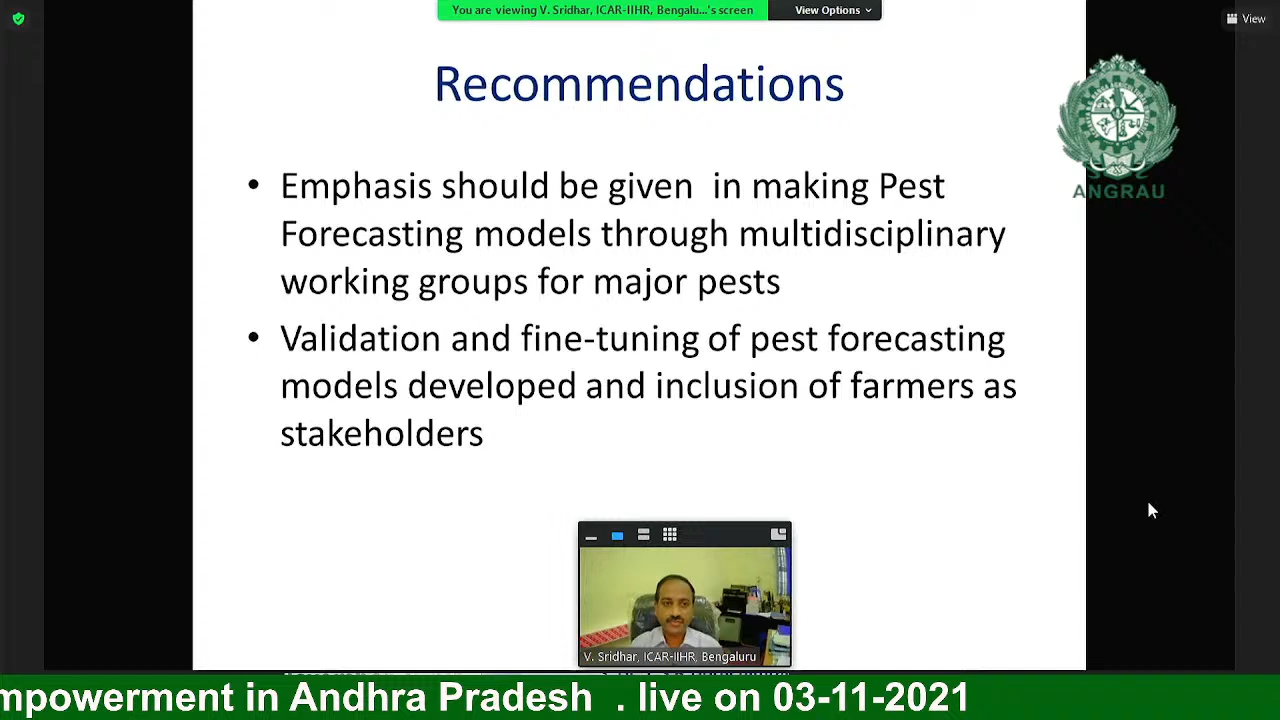 You are viewing V. Sridhar, ICAR-IIHR, Bengalu...'s screen
View Options
View
Recommendations
ANGRAU
• Emphasis should be given in making Pest
Forecasting models through multidisciplinary
working groups for major pests
• Validation and fine-tuning of pest forecasting
models developed and inclusion of farmers as
stakeholders
V. Sridhar, ICAR-IIHR, Bengaluru
mpowerment in Andhra Pradesh . live on 03-11-2021